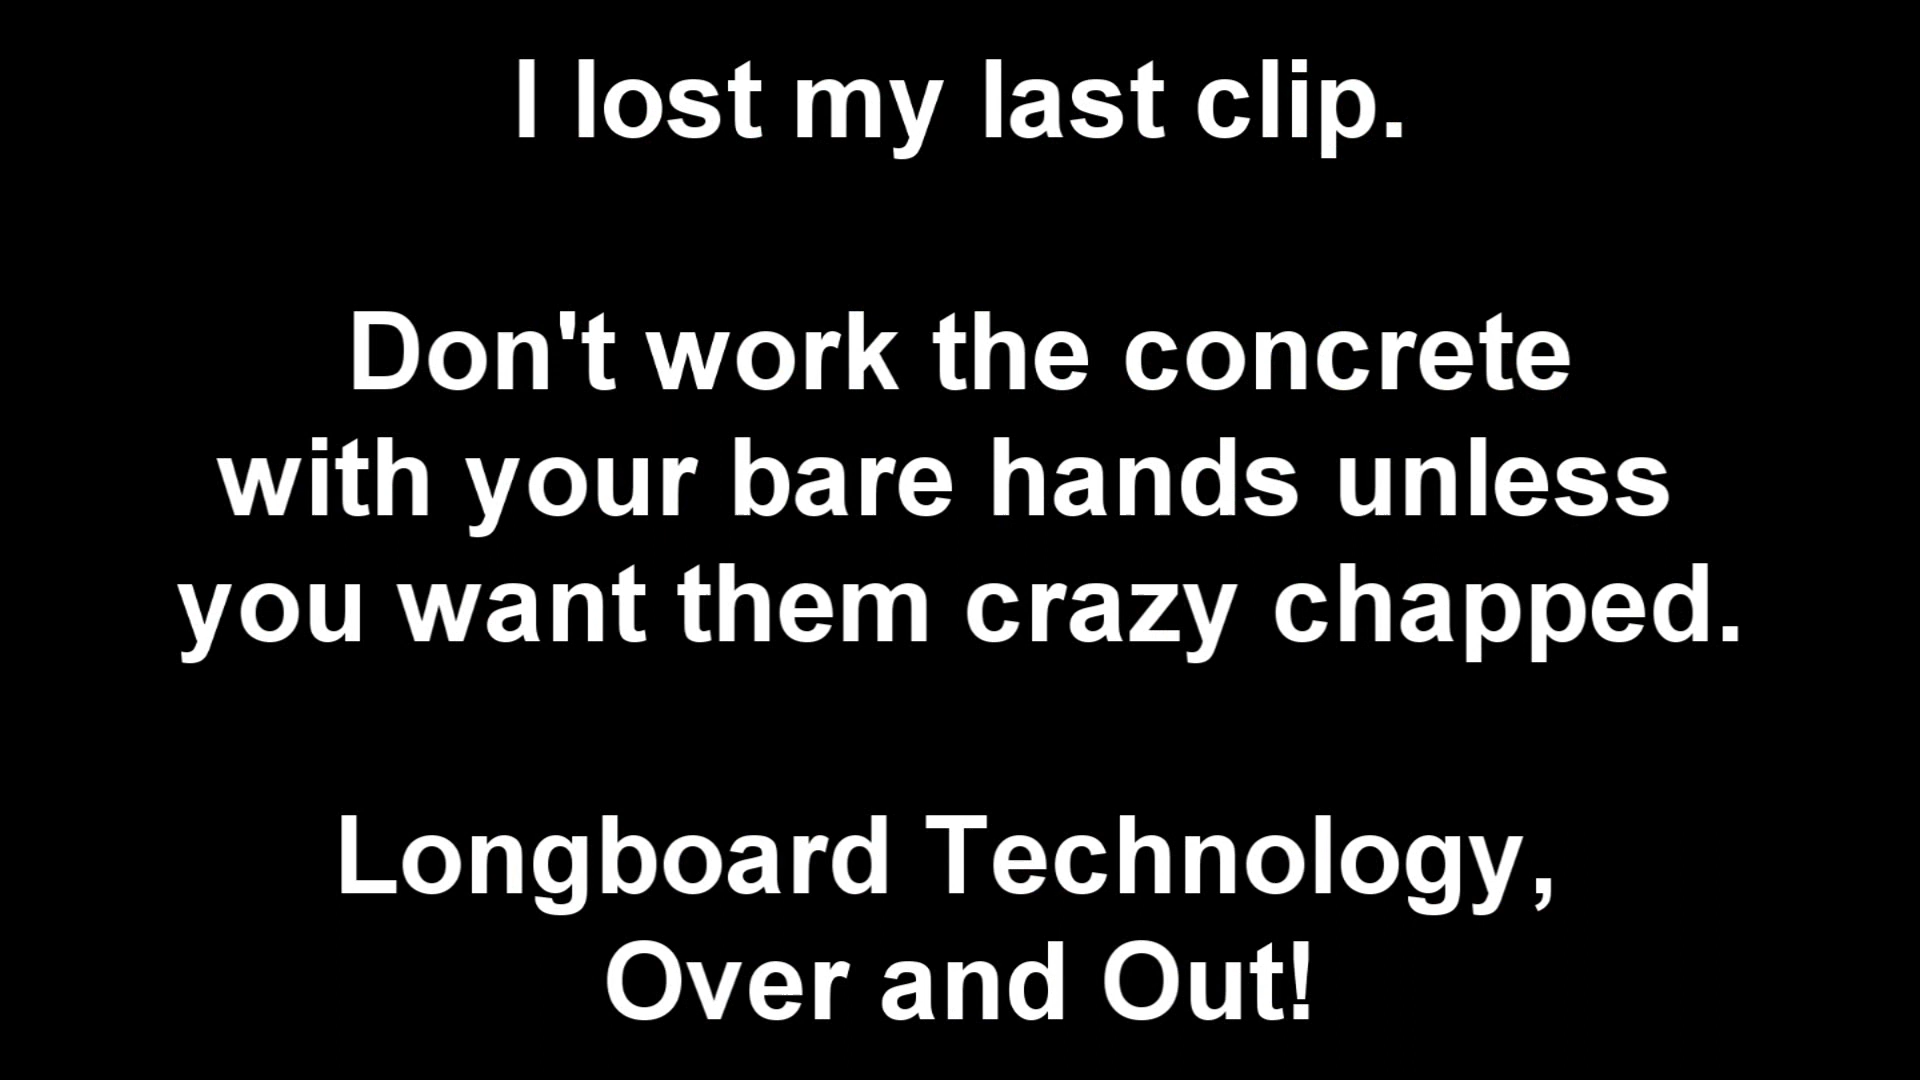 I lost my last clip.
Don't work the concrete
with your bare hands unless
you want them crazy chapped.
Longboard Technology,
Over and Out!